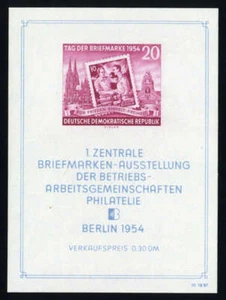 TAG DER BRIEFMARKE 1954 20
DEUTSCHE DEMOKRATISCHE REPUBLIK
1. ZENTRALE
BRIEFMARKEN-AUSSTELLUNG
DER BETRIEBS-
ARBEITSGEMEINSCHAFTEN
PHILATELIE
BERLIN 1954
VERKAUFSPREIS 0.30 DM